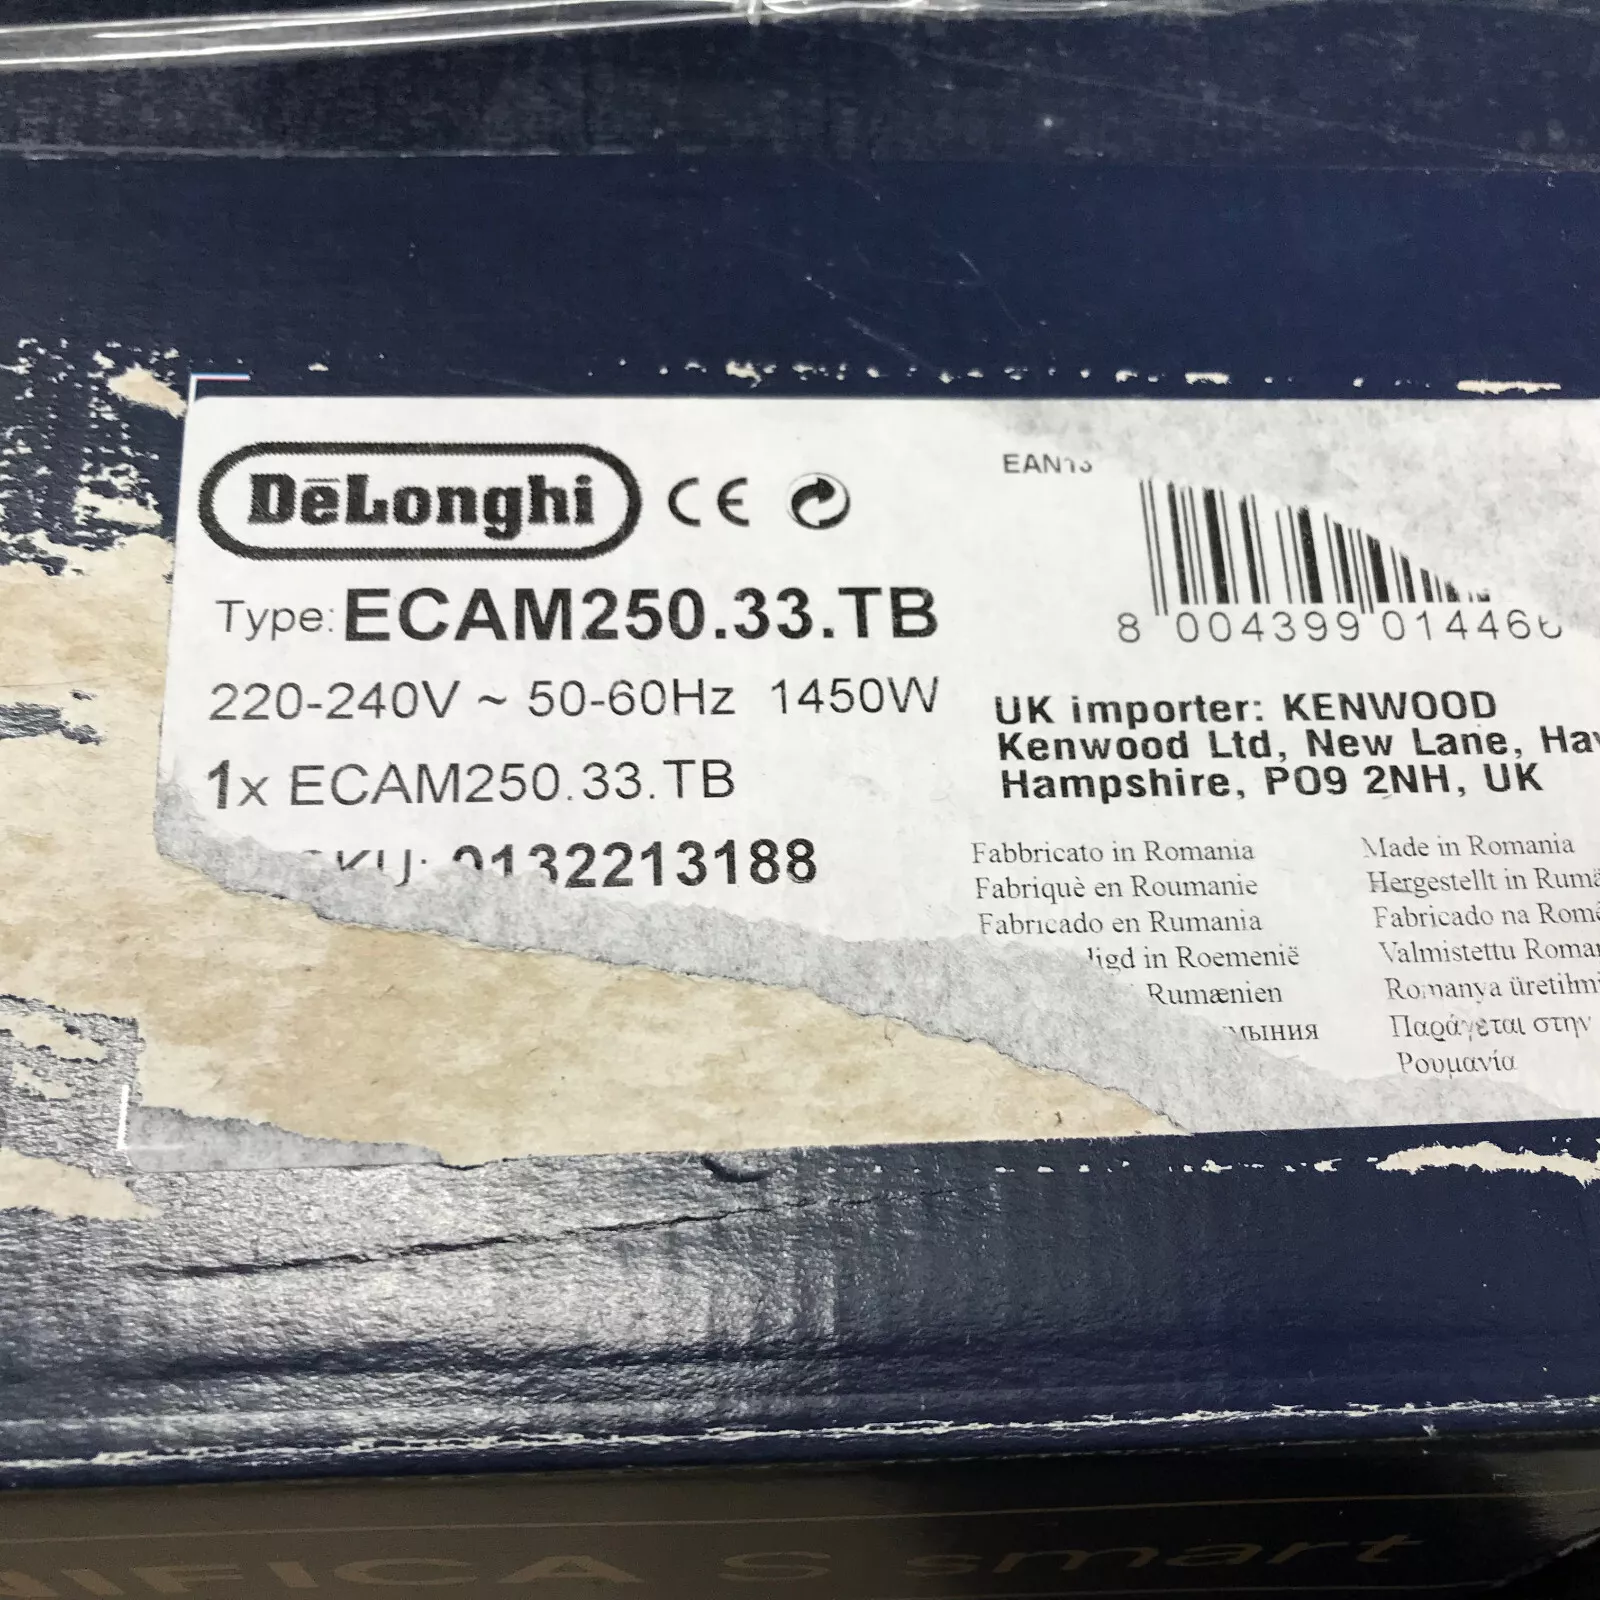 DeLonghi CE
EAN13
Type: ECAM250.33.TB
8 004399 01446
220-240V ~ 50-60Hz 1450W
1x ECAM250.33.TB
SKU: 0132213188
UK importer: KENWOOD
Kenwood Ltd, New Lane,
Hampshire, PO9 2NH, UK
Fabbricato in Romania
Fabriquè en Roumanie
Fabricado en Rumania
in Roemenië
Rumænien
Made in Romania
Hergestellt in
Fabricado na
Valmistettu
Romanya
Παράγεται στην
Ρουμανία
S smart